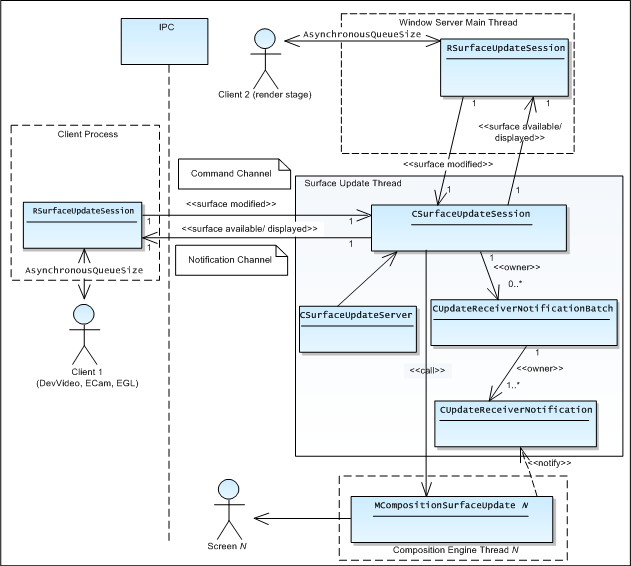 Window Server Main Thread
IPC
AsynchronousQueueSize
RSurfaceUpdateSession
Client 2 (render stage)
1
1
<<surface available/
displayed>>
Client Process
<<surface modified>>
Command Channel
Surface Update Thread
1
1
RSurfaceUpdateSession
<<surface modified>>
CSurfaceUpdateSession
1
1
<<surface available/ displayed>>
1
1
Notification Channel
1
<<owner>>
AsynchronousQueueSize
0..*
CSurfaceUpdateServer
CUpdateReceiverNotificationBatch
1
Client 1
(DevVideo, ECam, EGL)
<<call>>
<<owner>>
1..*
CUpdateReceiverNotification
<<notify>>
MCompositionSurfaceUpdate N
Screen N
Composition Engine Thread N